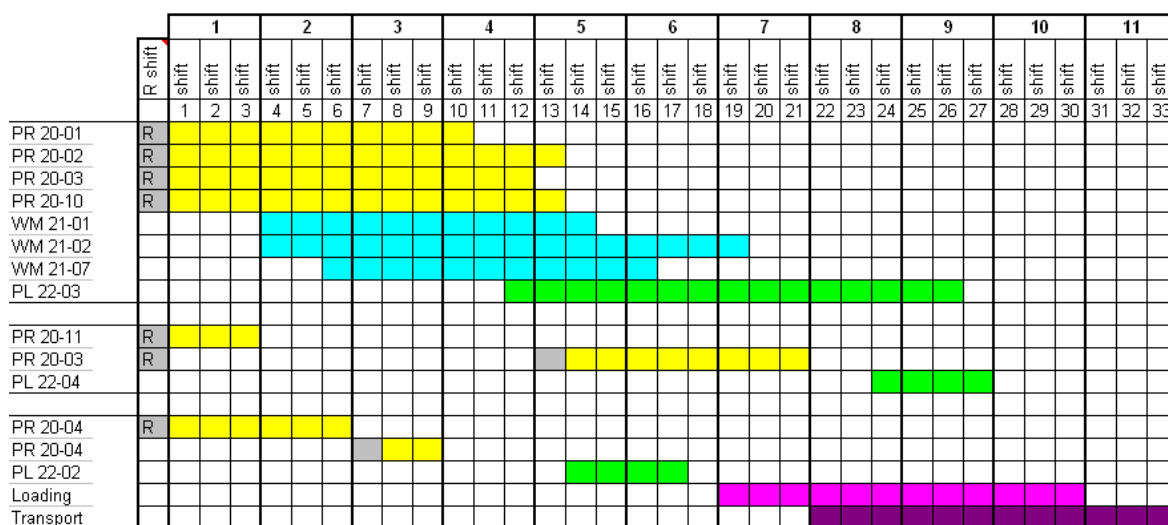 1 2 3 4 5 6 7 8 9 10 11
R shift shift shift shift shift shift shift shift shift shift shift shift shift shift shift shift shift shift shift shift shift shift shift shift shift shift shift shift shift shift shift shift shift shift
1 2 3 4 5 6 7 8 9 10 11 12 13 14 15 16 17 18 19 20 21 22 23 24 25 26 27 28 29 30 31 32 33
PR 20-01 R
PR 20-02 R
PR 20-03 R
PR 20-10 R
WM 21-01
WM 21-02
WM 21-07
PL 22-03
PR 20-11 R
PR 20-03 R
PL 22-04
PR 20-04 R
PR 20-04
PL 22-02
Loading
Transport